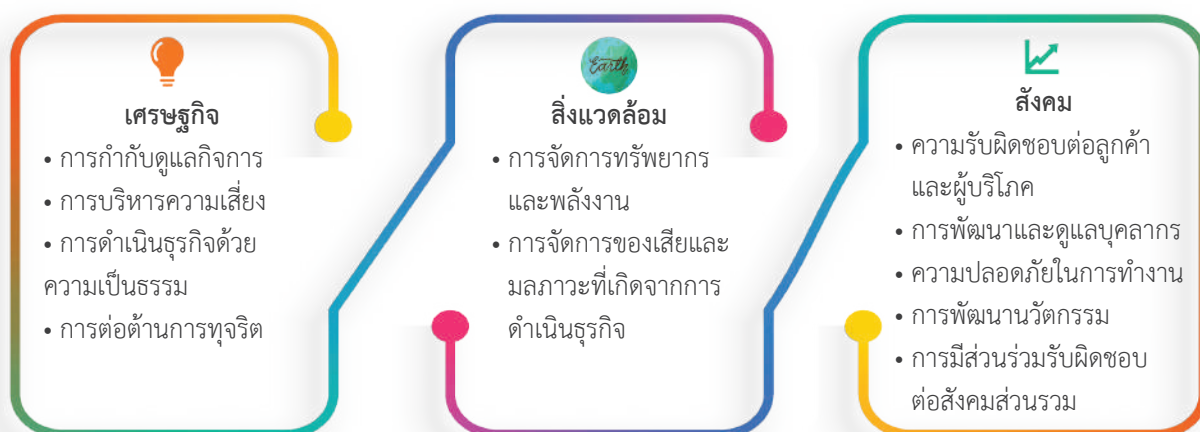 เศรษฐกิจ
• การกำกับดูแลกิจการ
• การบริหารความเสี่ยง
• การดำเนินธุรกิจด้วย
ความเป็นธรรม
• การต่อต้านการทุจริต
Earth
สิ่งแวดล้อม
• การจัดการทรัพยากร
และพลังงาน
• การจัดการของเสียและ
มลภาวะที่เกิดจากการ
ดำเนินธุรกิจ
สังคม
• ความรับผิดชอบต่อลูกค้า
และผู้บริโภค
• การพัฒนาและดูแลบุคลากร
• ความปลอดภัยในการทำงาน
• การพัฒนานวัตกรรม
• การมีส่วนร่วมรับผิดชอบ
ต่อสังคมส่วนรวม